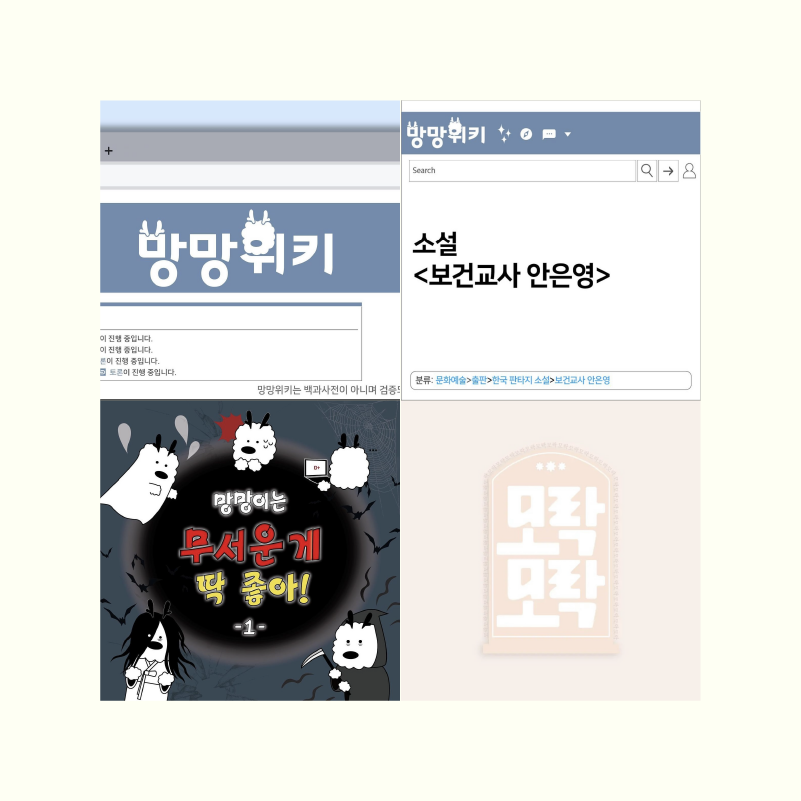 +
망망위키
이 진행 중입니다.
이 진행 중입니다.
론이 진행 중입니다.
토론이 진행 중입니다.
망망위키는 백과사전이 아니며 검증
망망위키
Search
소설
<보건교사 안은영>
분류: 문화예술>출판>한국 판타지 소설>보건교사 안은영
D+
망망이는
무서운게
딱 좋아!
-1-
모락
모락